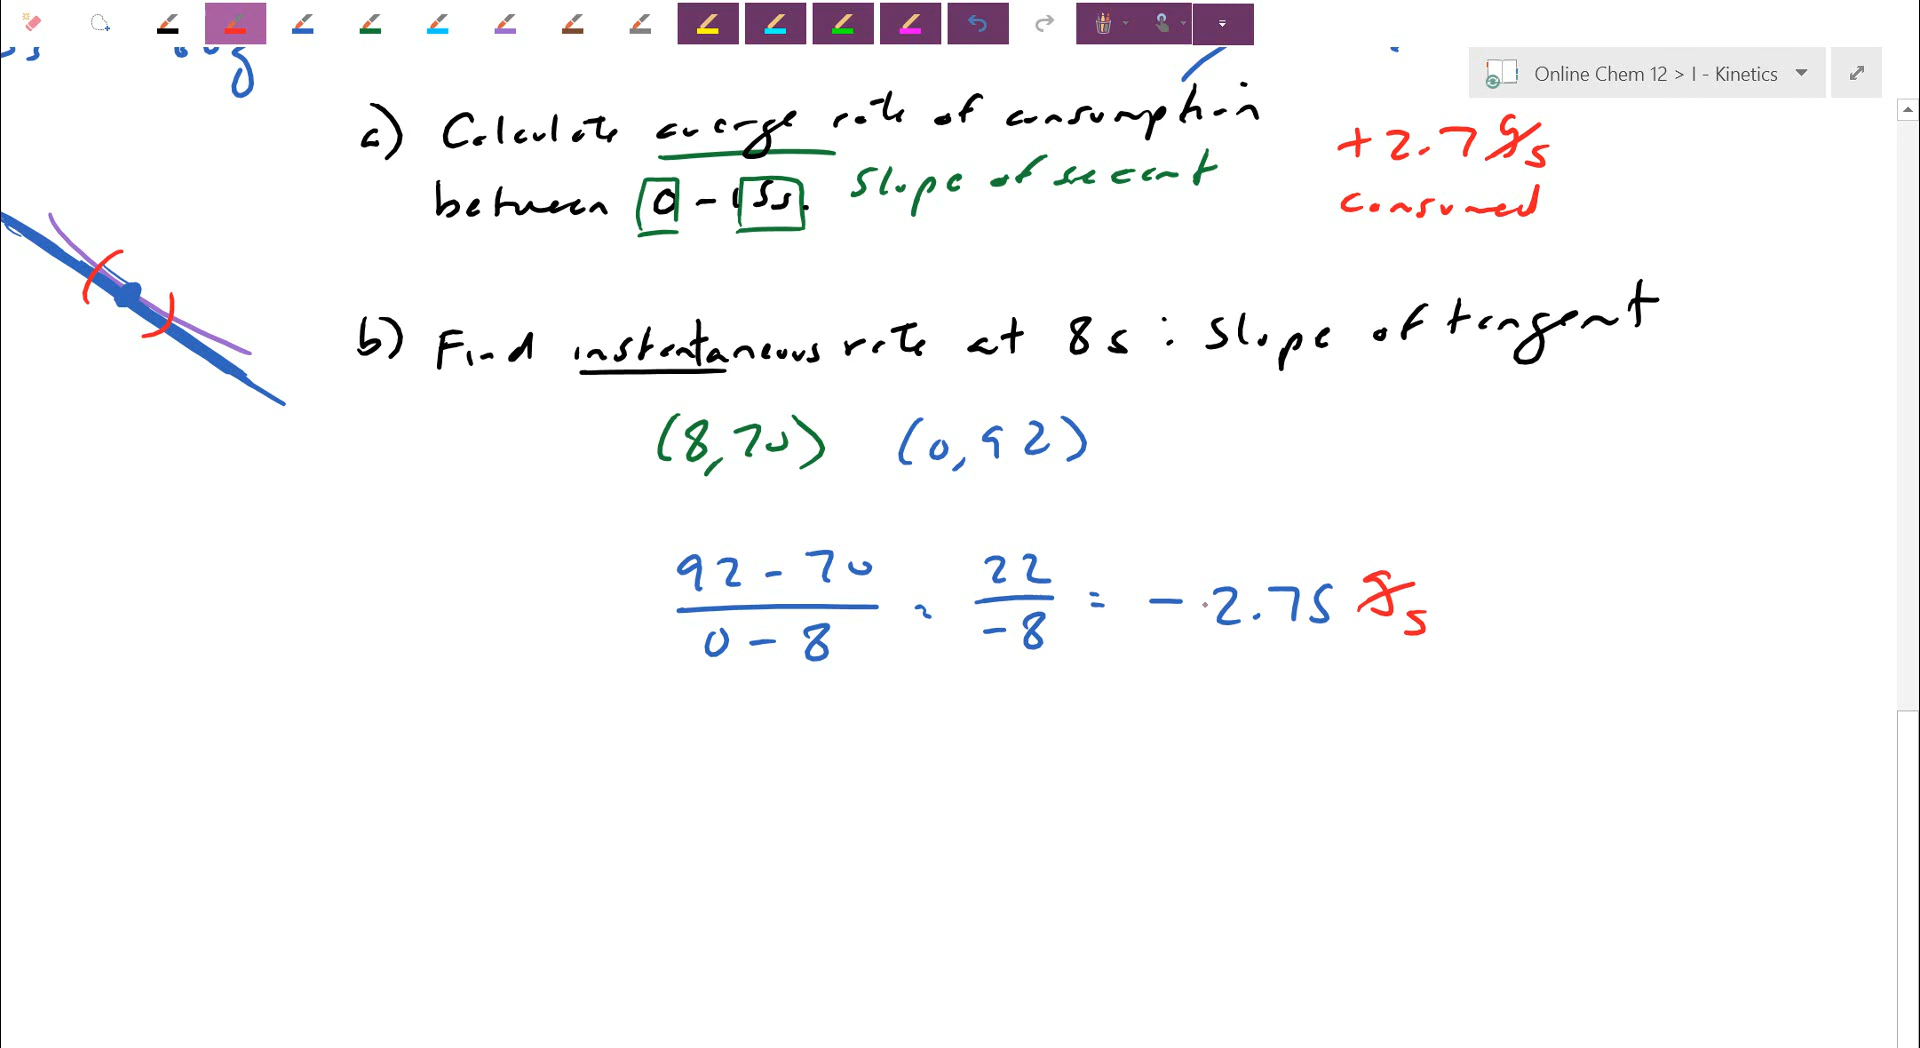 Online Chem 12 > I - Kinetics
a) Calculate average rate of consumption
between 0 - 15s. slope of secant
+2.7 g/s
consumed
b) Find instantaneous rate at 8s : slope of tangent
(8,70) (0,92)
92 - 70 / 0 - 8 = 22 / -8 = - 2.75 g/s